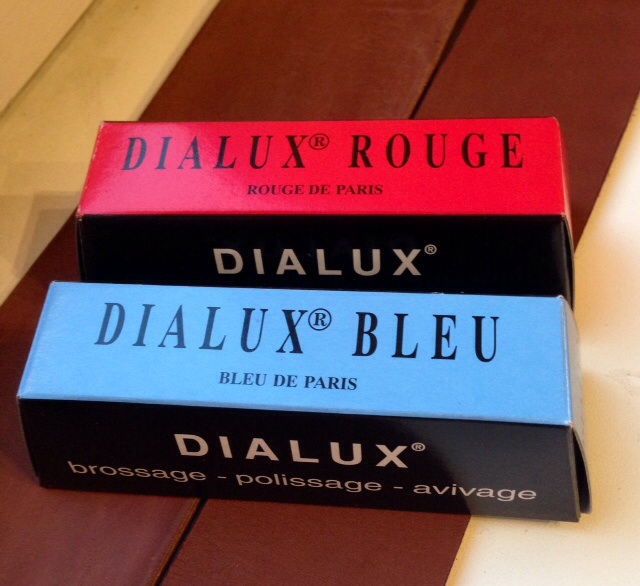 DIALUX® ROUGE
ROUGE DE PARIS
DIALUX®
DIALUX® BLEU
BLEU DE PARIS
DIALUX®
brossage - polissage - avivage